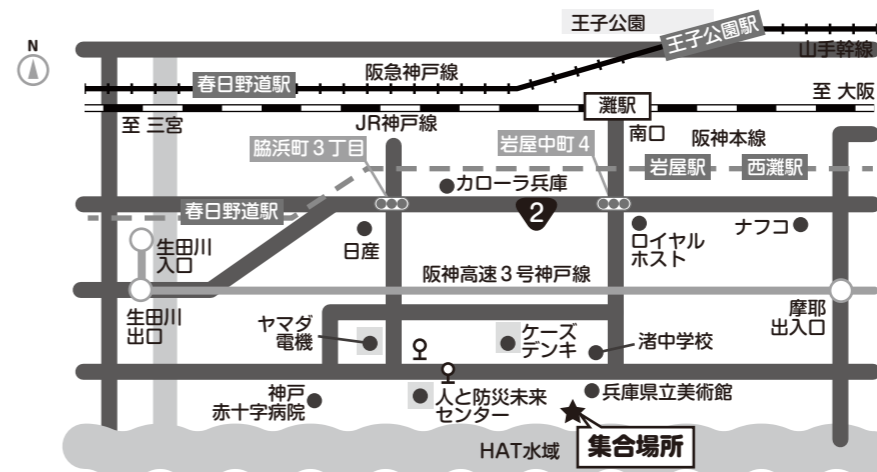 王子公園
N
王子公園駅
山手幹線
阪急神戸線
春日野道駅
至 大阪
灘駅
至 三宮
JR神戸線
南口
阪神本線
脇浜町3丁目
岩屋中町4
岩屋駅
西灘駅
カローラ兵庫
春日野道駅
2
生田川
入口
日産
ロイヤル
ホスト
ナフコ
阪神高速3号神戸線
生田川
出口
摩耶
出入口
ヤマダ
電機
ケーズ
デンキ
渚中学校
神戸
赤十字病院
人と防災未来
センター
兵庫県立美術館
HAT水域
集合場所